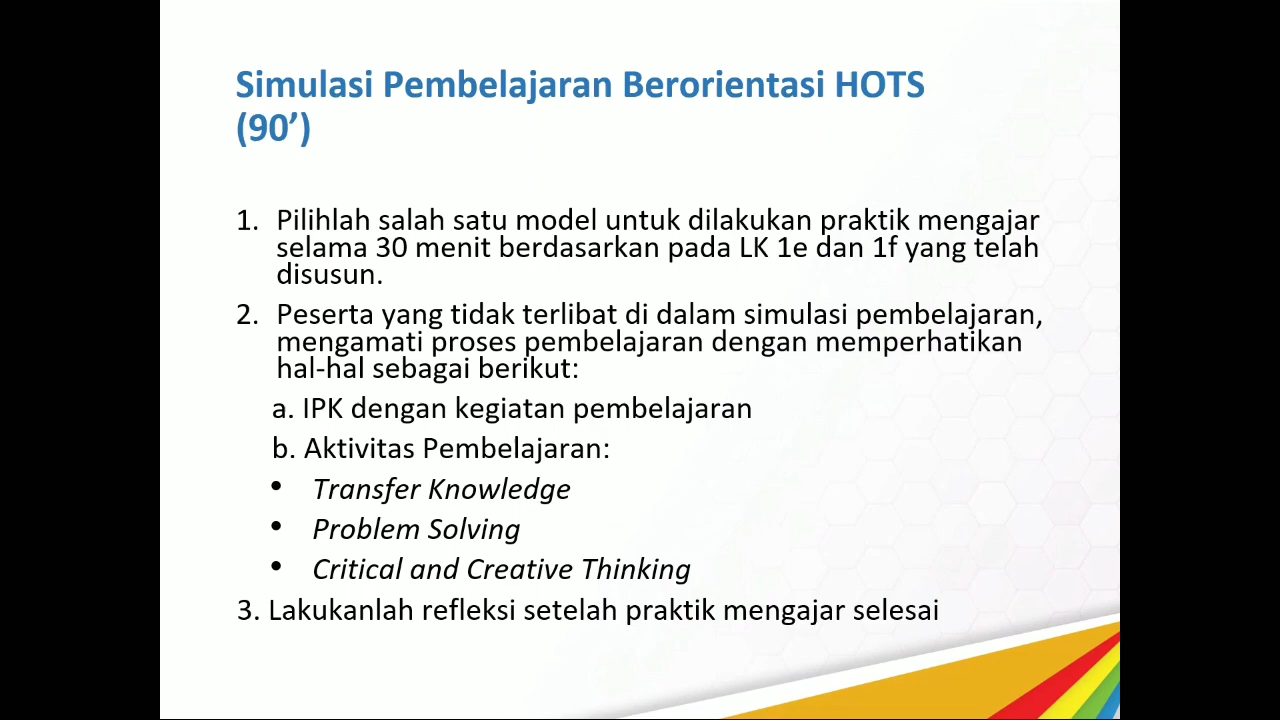 Simulasi Pembelajaran Berorientasi HOTS
(90’)
1. Pilihlah salah satu model untuk dilakukan praktik mengajar
selama 30 menit berdasarkan pada LK 1e dan 1f yang telah
disusun.
2. Peserta yang tidak terlibat di dalam simulasi pembelajaran,
mengamati proses pembelajaran dengan memperhatikan
hal-hal sebagai berikut:
a. IPK dengan kegiatan pembelajaran
b. Aktivitas Pembelajaran:
• Transfer Knowledge
• Problem Solving
• Critical and Creative Thinking
3. Lakukanlah refleksi setelah praktik mengajar selesai